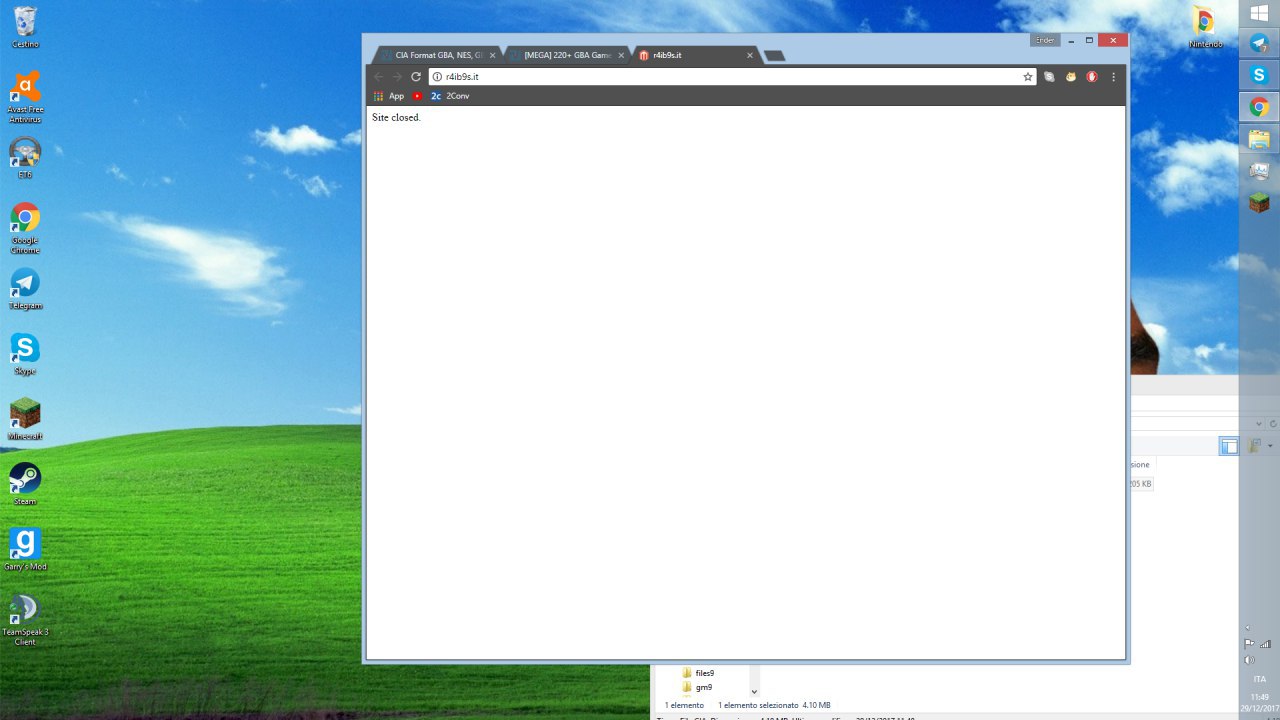 Cestino
Avast Free
Antivirus
Google
Chrome
Telegram
Skype
Minecraft
Steam
Garry's Mod
TeamSpeak 3
Client
Nintendo
Ender
CIA Format GBA, NES, G
[MEGA] 220+ GBA Game
r4ib9s.it
r4ib9s.it
App
2c 2Conv
Site closed.
sione
205 KB
files9
gm9
1 elemento 1 elemento selezionato 4.10 MB
ITA
11:49
29/12/2017